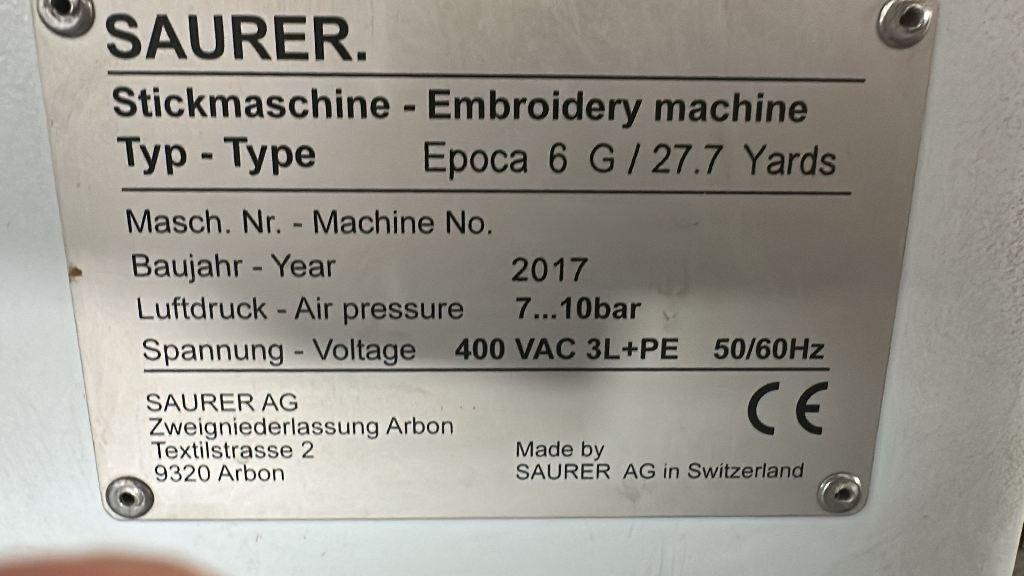 SAURER.
Stickmaschine - Embroidery machine
Typ - Type Epoca 6 G / 27.7 Yards
Masch. Nr. - Machine No.
Baujahr - Year 2017
Luftdruck - Air pressure 7...10bar
Spannung - Voltage 400 VAC 3L+PE 50/60Hz
SAURER AG
Zweigniederlassung Arbon
Textilstrasse 2
9320 Arbon
CE
Made by
SAURER AG in Switzerland